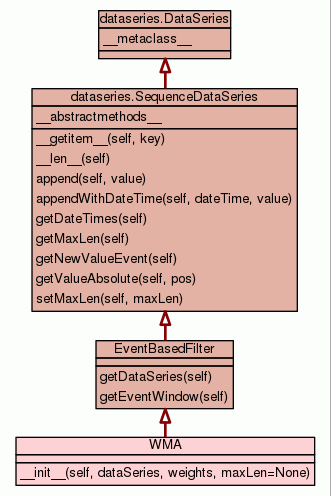 dataseries.DataSeries
__metaclass__
dataseries.SequenceDataSeries
__abstractmethods__
__getitem__(self, key)
__len__(self)
append(self, value)
appendWithDateTime(self, dateTime, value)
getDateTimes(self)
getMaxLen(self)
getNewValueEvent(self)
getValueAbsolute(self, pos)
setMaxLen(self, maxLen)
EventBasedFilter
getDataSeries(self)
getEventWindow(self)
WMA
__init__(self, dataSeries, weights, maxLen=None)